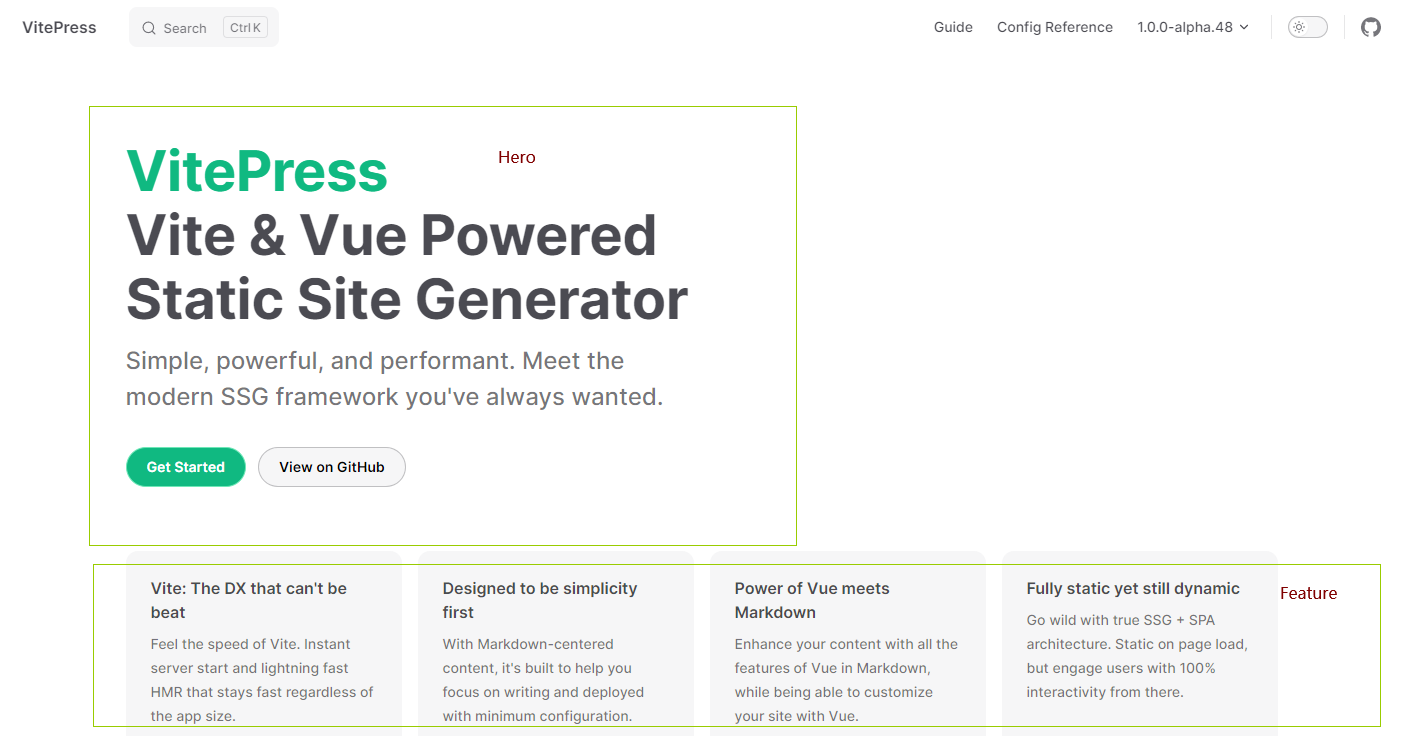 VitePress
Search Ctrl K
Guide Config Reference 1.0.0-alpha.48
VitePress
Hero
Vite & Vue Powered
Static Site Generator
Simple, powerful, and performant. Meet the
modern SSG framework you've always wanted.
Get Started
View on GitHub
Vite: The DX that can't be
beat
Feel the speed of Vite. Instant
server start and lightning fast
HMR that stays fast regardless of
the app size.
Designed to be simplicity
first
With Markdown-centered
content, it's built to help you
focus on writing and deployed
with minimum configuration.
Power of Vue meets
Markdown
Enhance your content with all the
features of Vue in Markdown,
while being able to customize
your site with Vue.
Fully static yet still dynamic
Go wild with true SSG + SPA
architecture. Static on page load,
but engage users with 100%
interactivity from there.
Feature